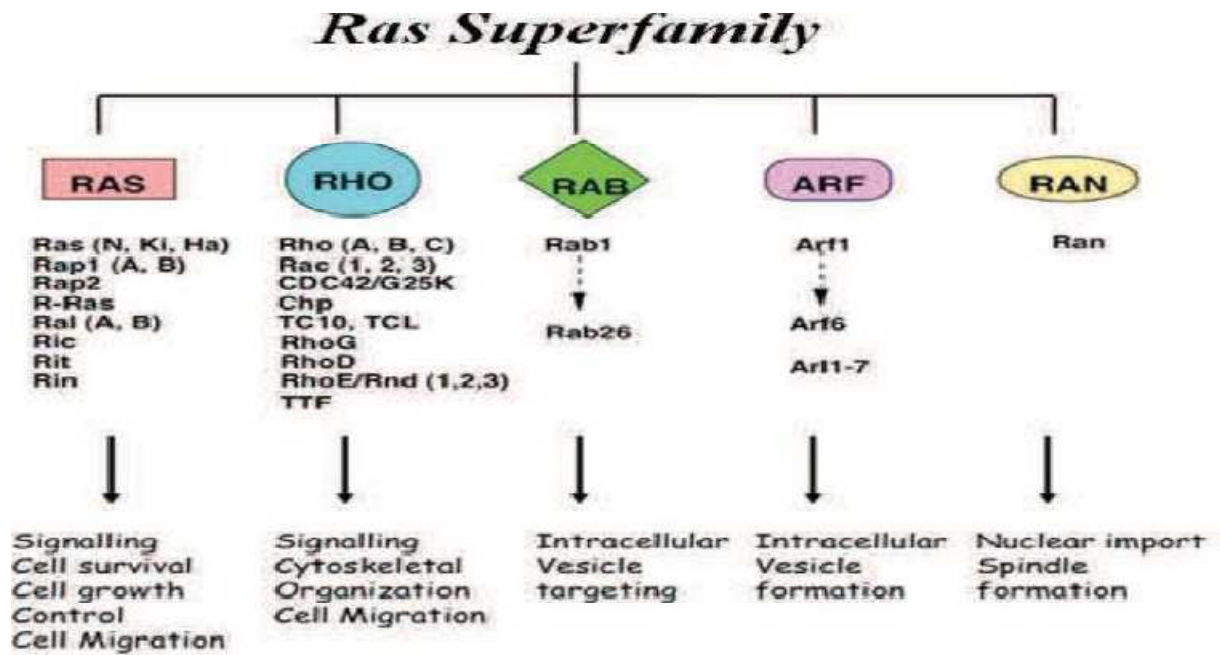 Ras Superfamily
RAS
RHO
RAB
ARF
RAN
Ras (N, Ki, Ha)
Rap1 (A, B)
Rap2
R-Ras
Ral (A, B)
Ric
Rit
Rin
Rho (A, B, C)
Rac (1, 2, 3)
CDC42/G25K
Chp
TC10, TCL
RhoG
RhoD
RhoE/Rnd (1,2,3)
TTF
Rab1
Rab26
Arf1
Arf6
Arl1-7
Ran
Signalling
Cell survival
Cell growth
Control
Cell Migration
Signalling
Cytoskeletal
Organization
Cell Migration
Intracellular
Vesicle
targeting
Intracellular
Vesicle
formation
Nuclear import
Spindle
formation